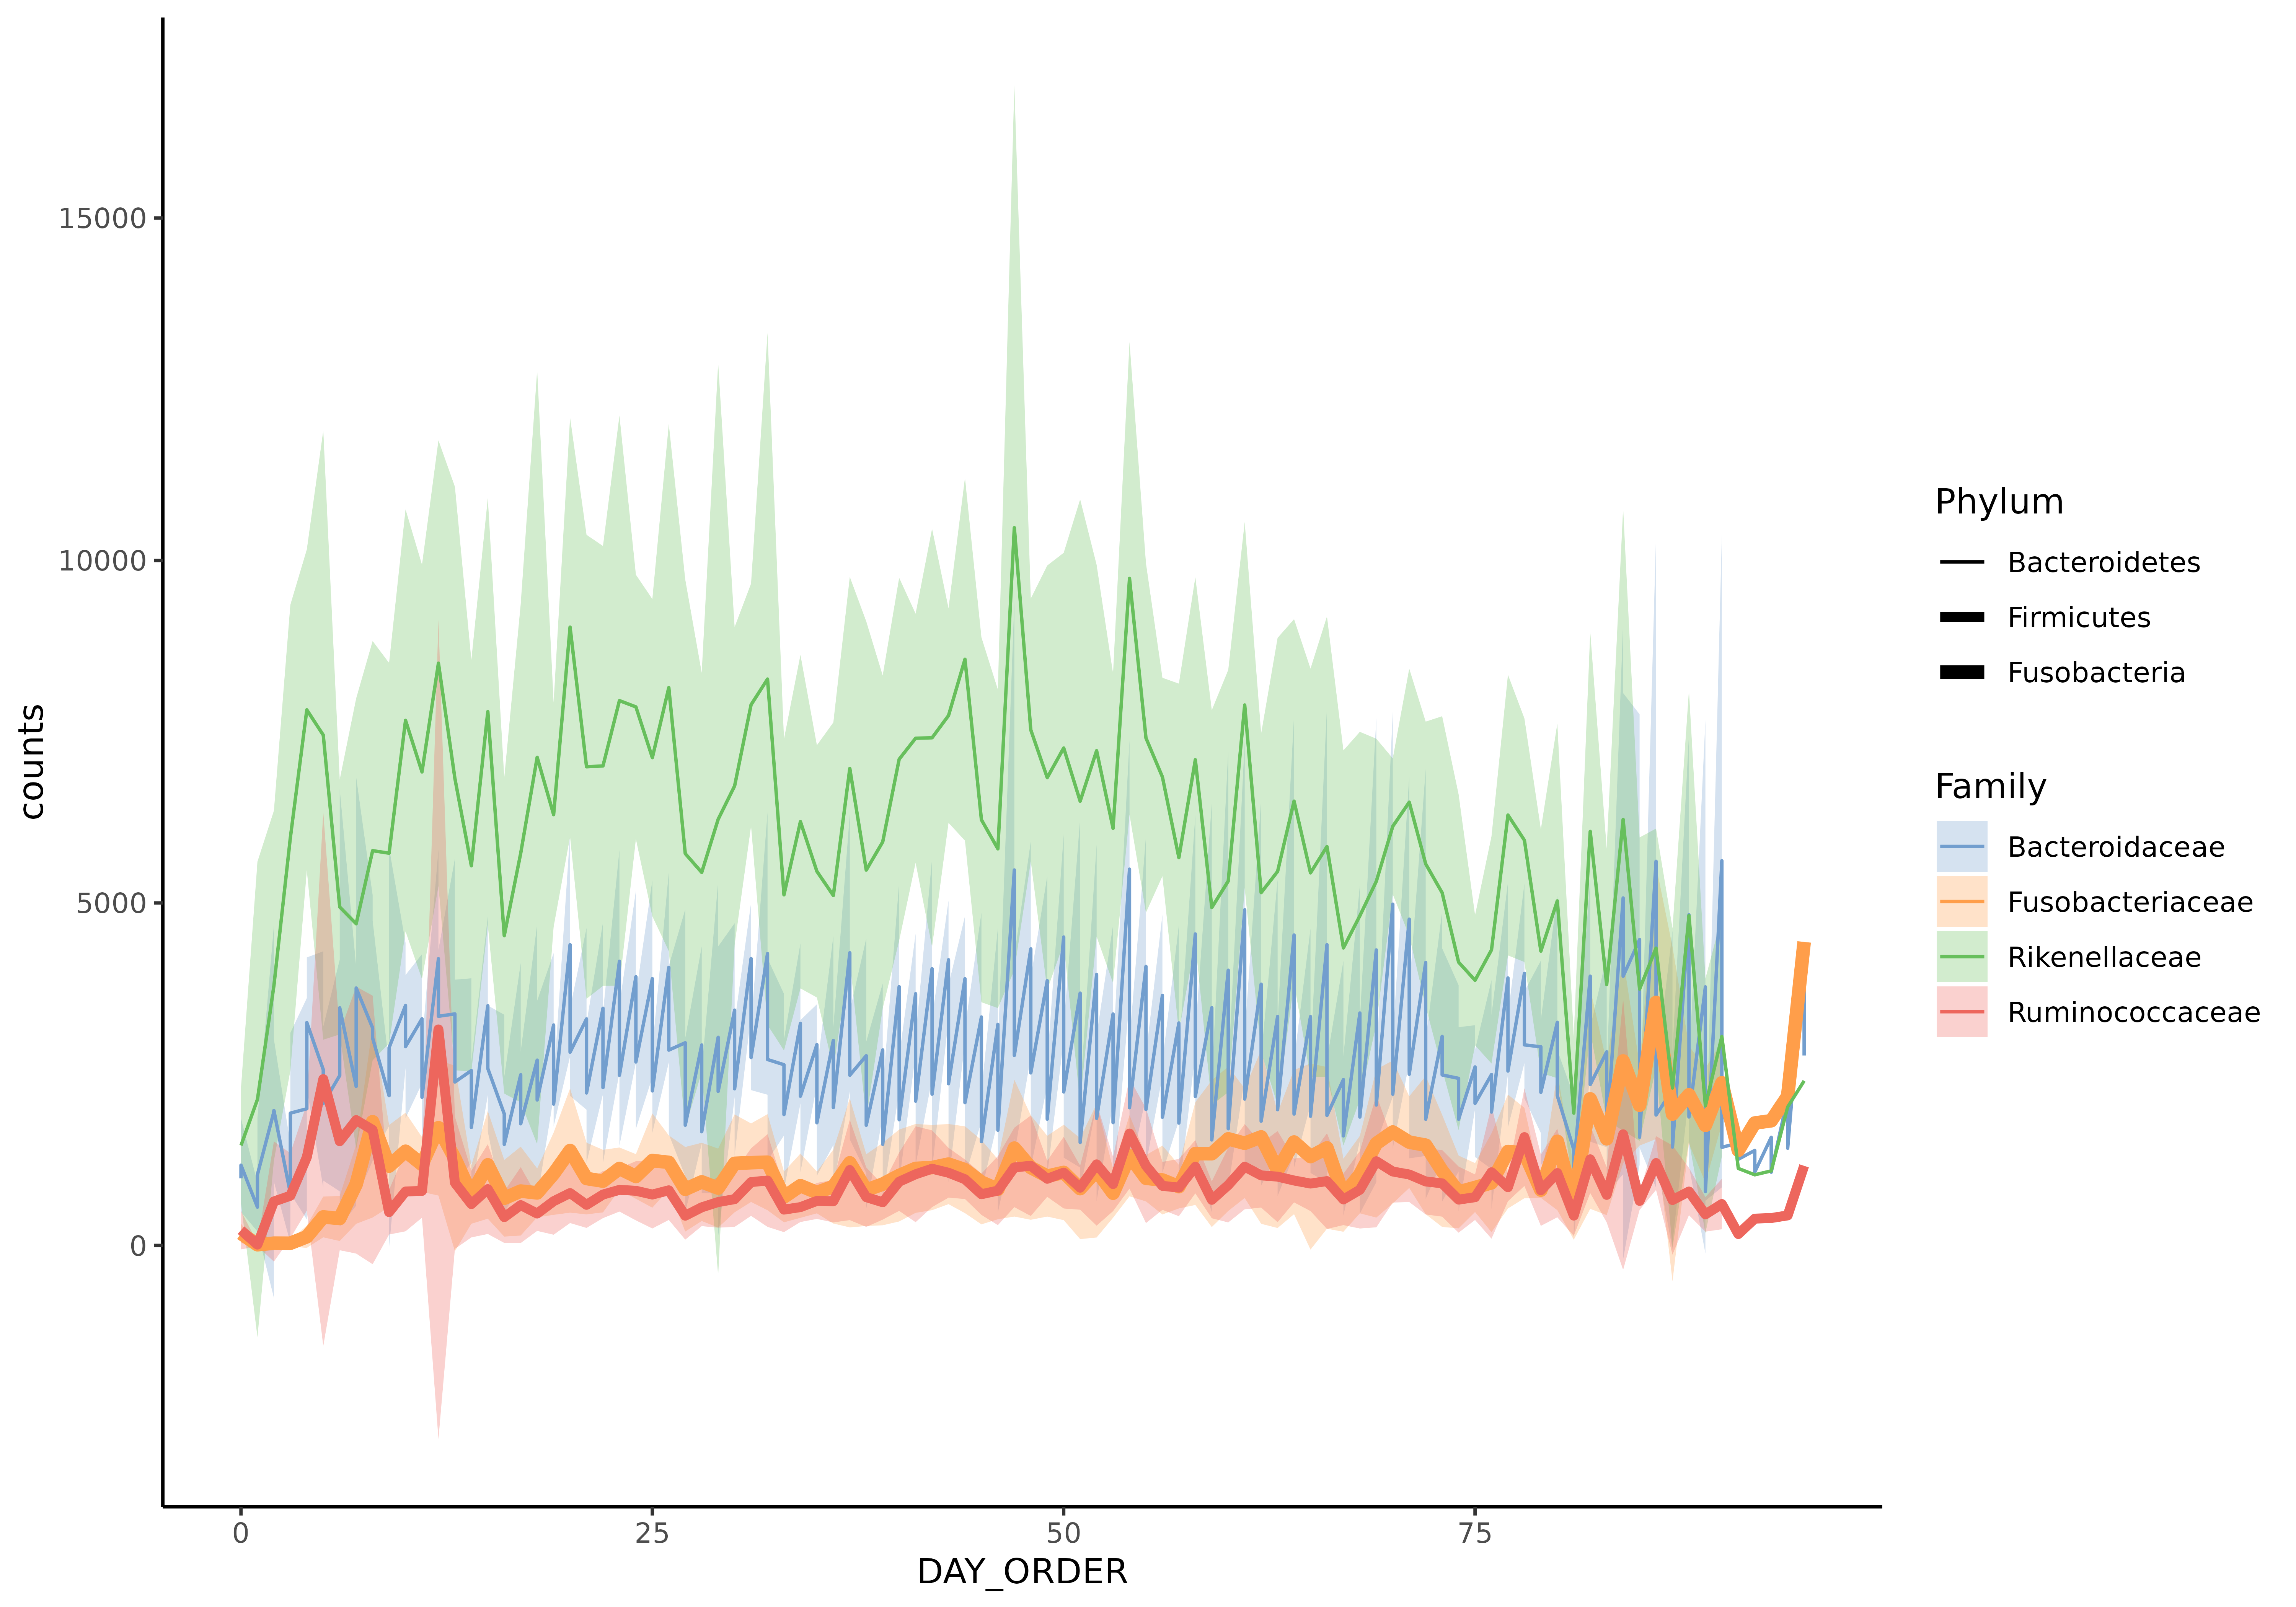 15000
10000
5000
0
counts
0
25
50
75
DAY_ORDER
Phylum
Bacteroidetes
Firmicutes
Fusobacteria
Family
Bacteroidaceae
Fusobacteriaceae
Rikenellaceae
Ruminococcaceae